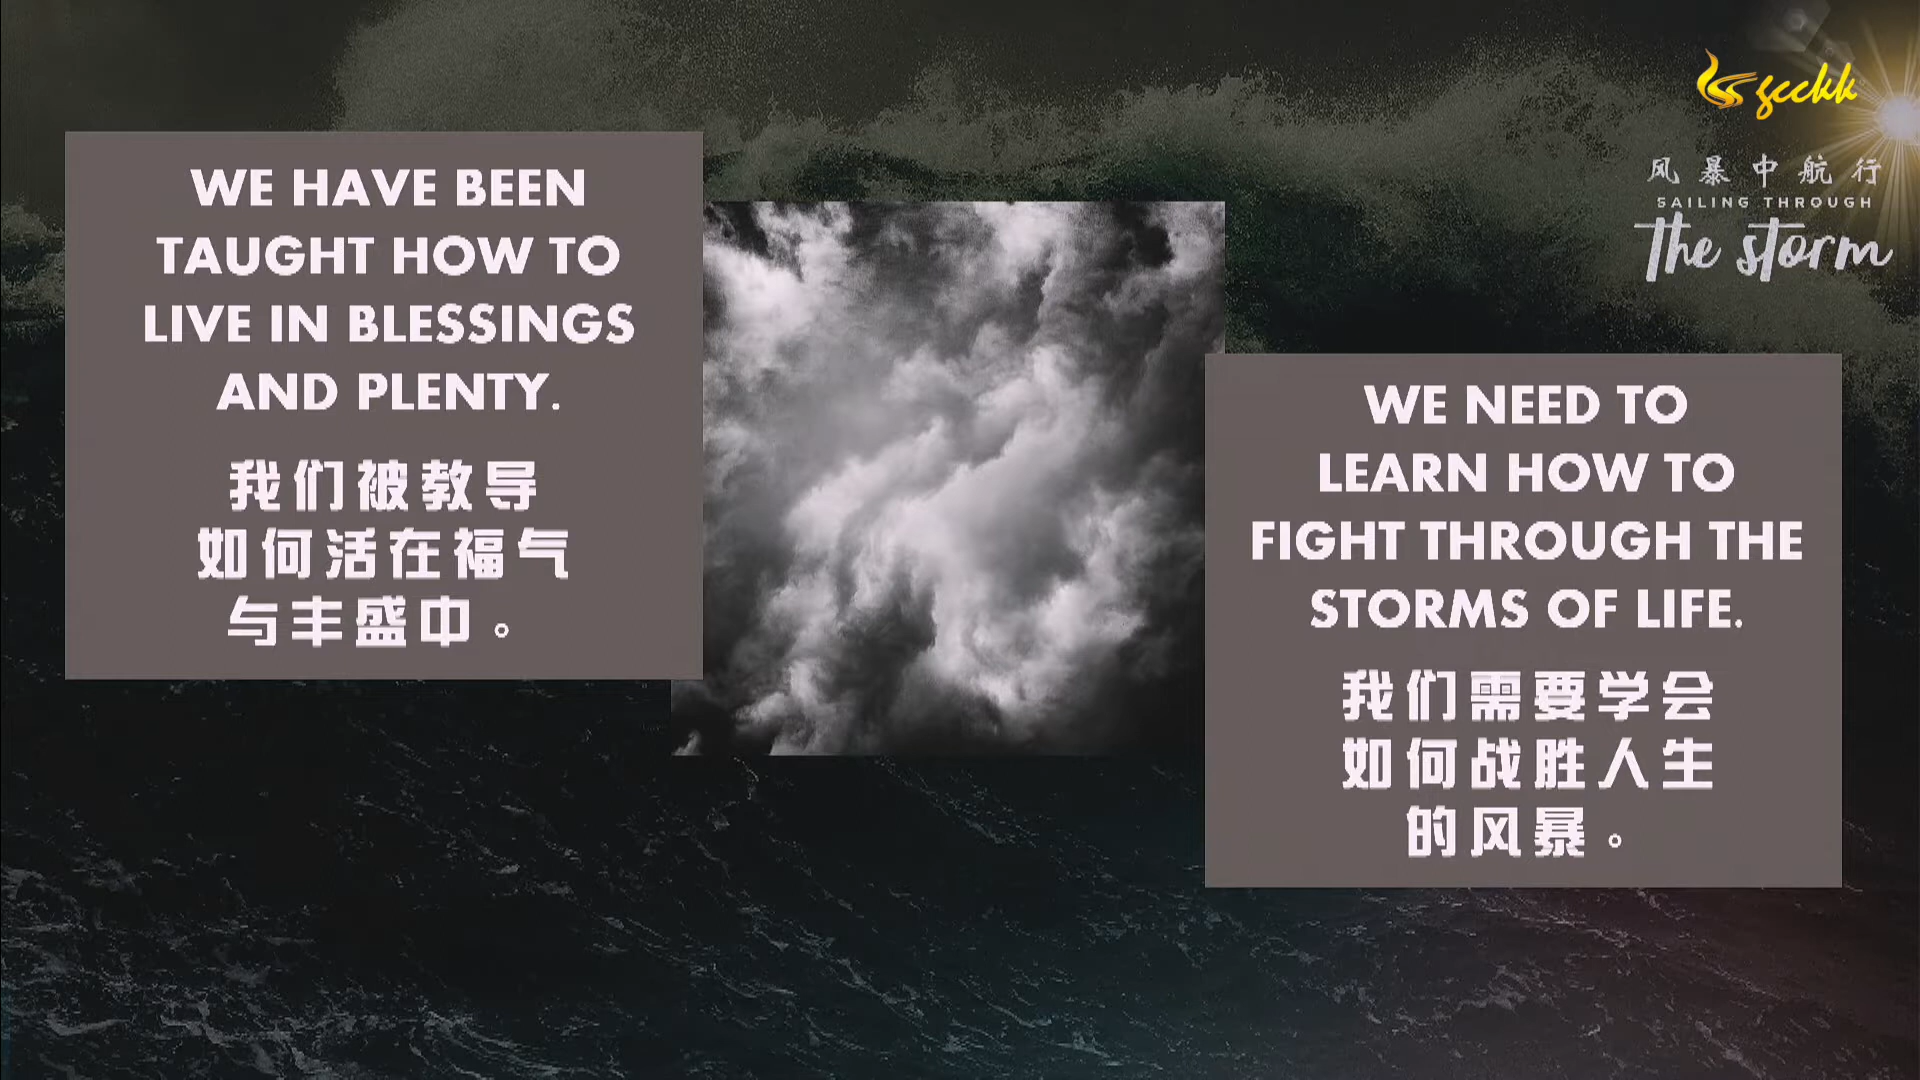 gcckk
风暴中航行
SAILING THROUGH
the storm
WE HAVE BEEN
TAUGHT HOW TO
LIVE IN BLESSINGS
AND PLENTY.
我们被教导
如何活在福气
与丰盛中。
WE NEED TO
LEARN HOW TO
FIGHT THROUGH THE
STORMS OF LIFE.
我们需要学会
如何战胜人生
的风暴。